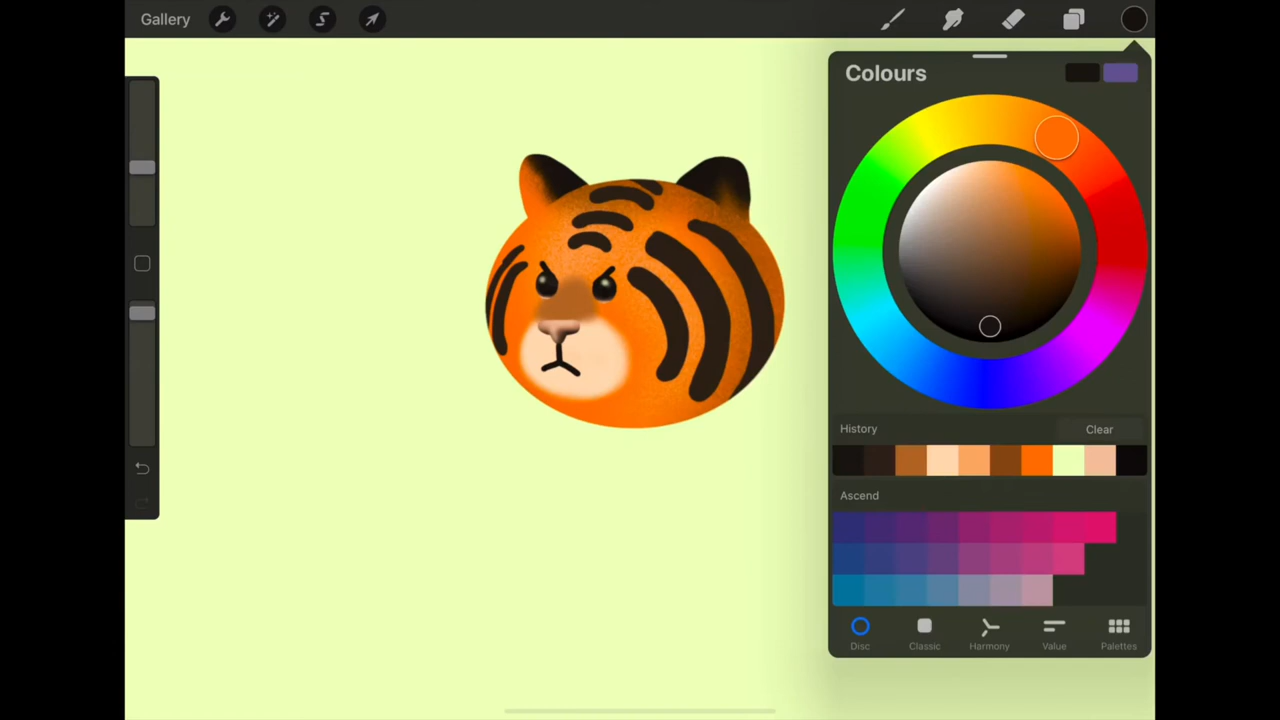 Gallery
Colours
History
Clear
Ascend
Disc
Classic
Harmony
Value
Palettes